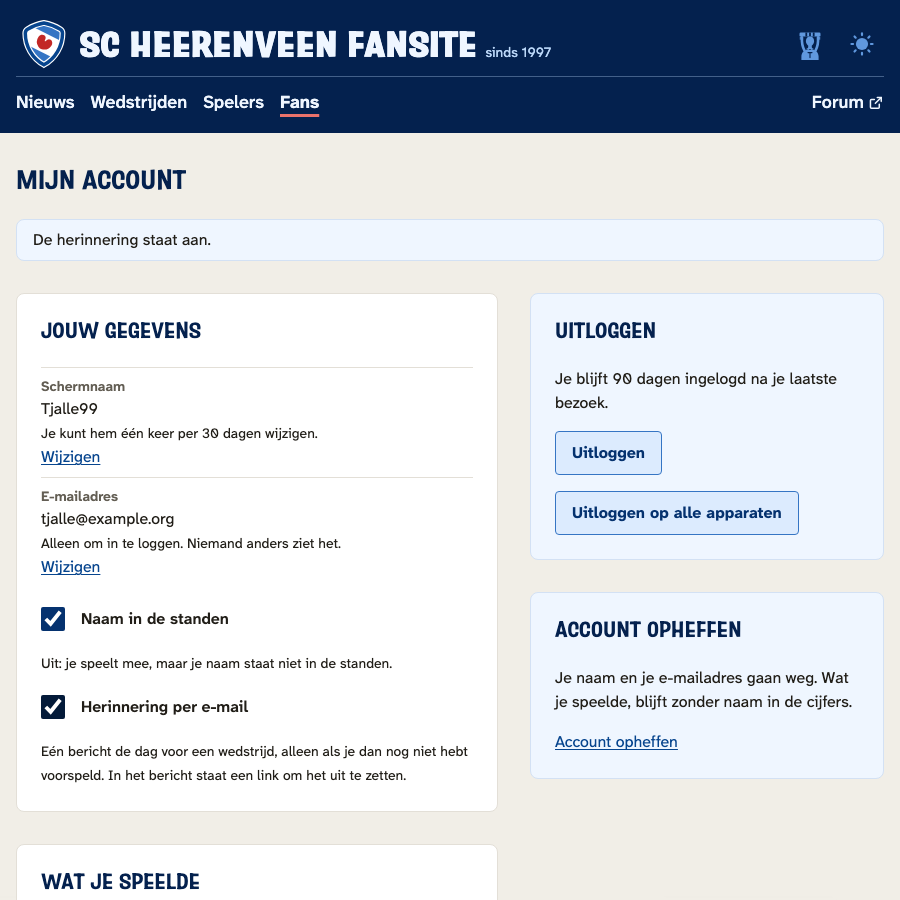 SC HEERENVEEN FANSITE sinds 1997
Nieuws Wedstrijden Spelers Fans Forum
MIJN ACCOUNT
De herinnering staat aan.
JOUW GEGEVENS
Schermnaam
Tjalle99
Je kunt hem één keer per 30 dagen wijzigen.
Wijzigen
E-mailadres
tjalle@example.org
Alleen om in te loggen. Niemand anders ziet het.
Wijzigen
Naam in de standen
Uit: je speelt mee, maar je naam staat niet in de standen.
Herinnering per e-mail
Eén bericht de dag voor een wedstrijd, alleen als je dan nog niet hebt
voorspeld. In het bericht staat een link om het uit te zetten.
WAT JE SPEELDE
UITLOGGEN
Je blijft 90 dagen ingelogd na je laatste
bezoek.
Uitloggen
Uitloggen op alle apparaten
ACCOUNT OPHEFFEN
Je naam en je e-mailadres gaan weg. Wat
je speelde, blijft zonder naam in de cijfers.
Account opheffen